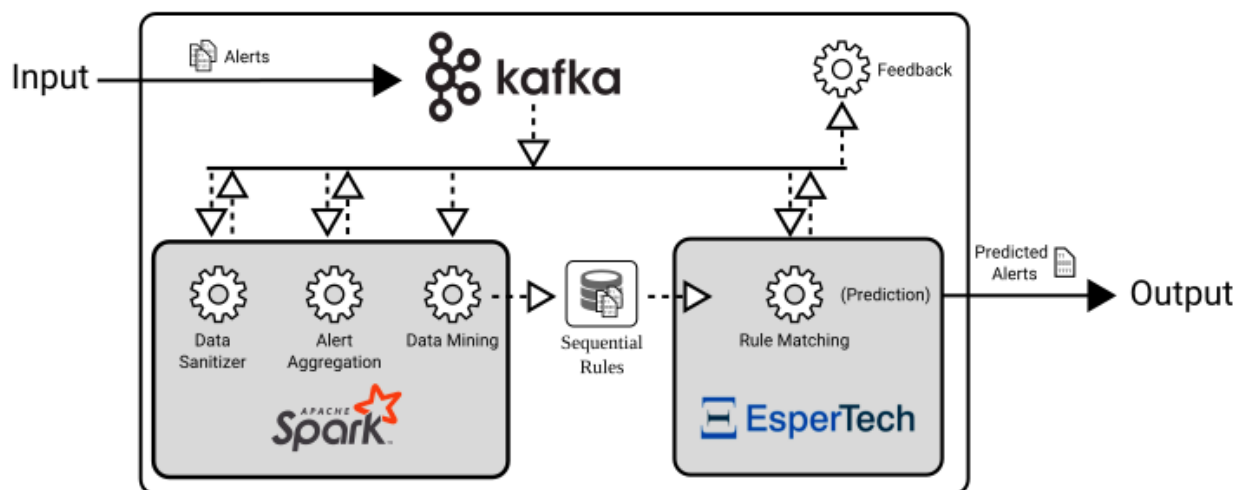 Alerts
Input
kafka
Feedback
Predicted
Alerts
Output
Data
Sanitizer
Alert
Aggregation
Data Mining
Sequential
Rules
(Prediction)
Rule Matching
APACHE
Spark
EsperTech